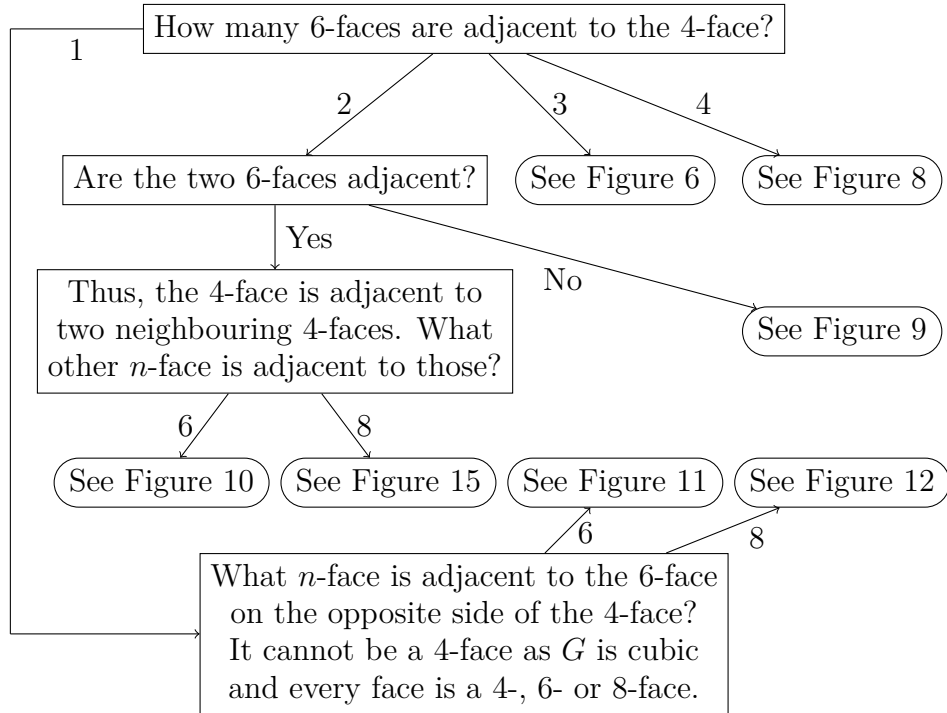 How many 6-faces are adjacent to the 4-face?
1
2
3
4
Are the two 6-faces adjacent?
See Figure 6
See Figure 8
Yes
No
Thus, the 4-face is adjacent to
two neighbouring 4-faces. What
other n-face is adjacent to those?
See Figure 9
6
8
See Figure 10
See Figure 15
See Figure 11
See Figure 12
6
8
What n-face is adjacent to the 6-face
on the opposite side of the 4-face?
It cannot be a 4-face as G is cubic
and every face is a 4-, 6- or 8-face.